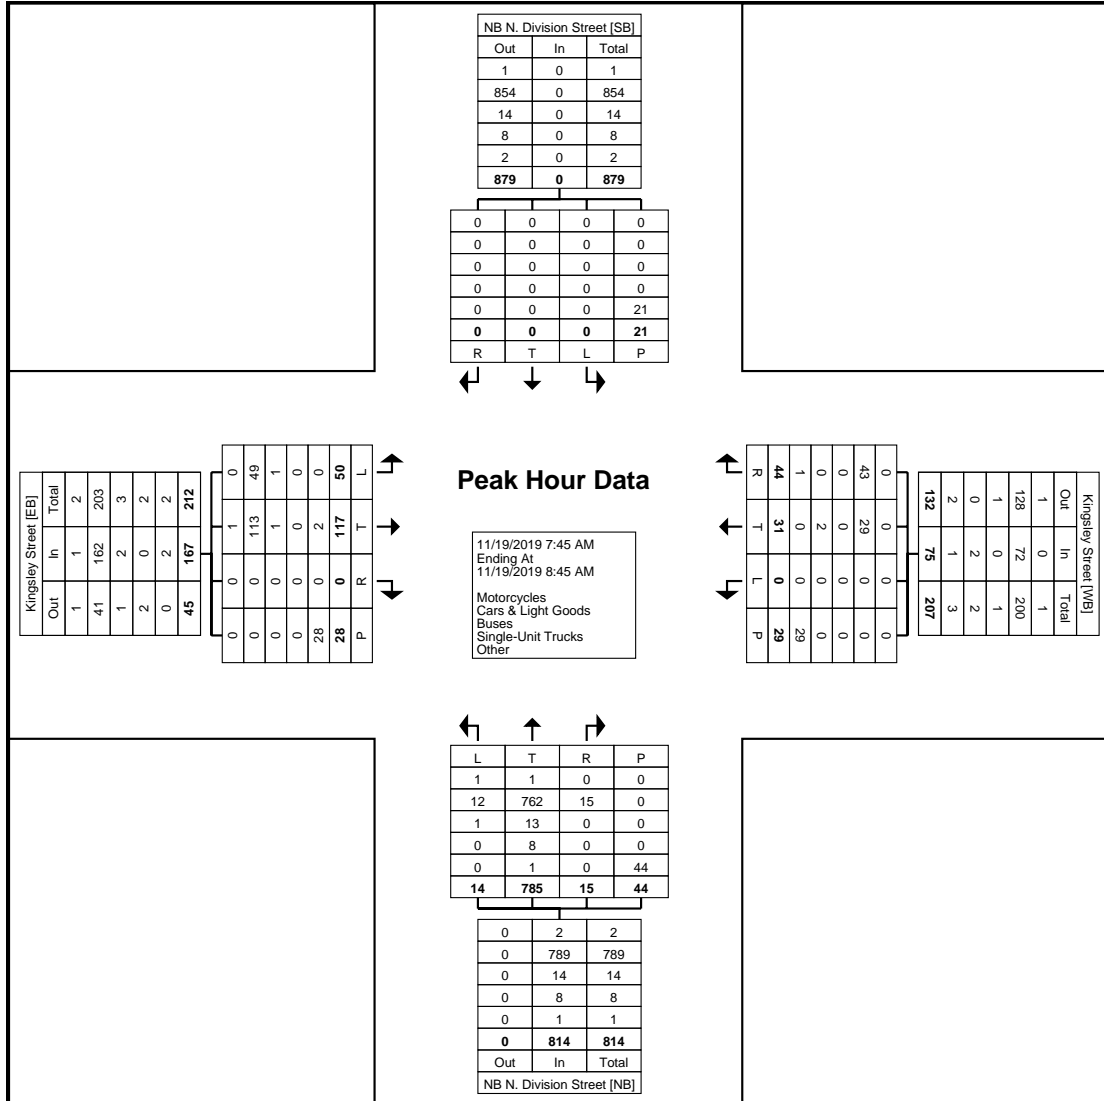 NB N. Division Street [SB]
Out In Total
1 0 1
854 0 854
14 0 14
8 0 8
2 0 2
879 0 879
0 0 0 0
0 0 0 0
0 0 0 0
0 0 0 0
0 0 0 21
0 0 0 21
R T L P
Kingsley Street [EB]
Total In Out
2 1 1
203 162 41
3 2 1
2 0 2
2 2 0
212 167 45
0 1 0 0
49 113 0 0
1 1 0 0
0 0 0 0
0 2 0 28
50 117 0 28
L T R P
Peak Hour Data
11/19/2019 7:45 AM
Ending At
11/19/2019 8:45 AM
Motorcycles
Cars & Light Goods
Buses
Single-Unit Trucks
Other
Kingsley Street [WB]
Out In Total
1 0 1
128 72 200
1 0 1
0 2 2
2 1 3
132 75 207
0 0 0 0
43 29 0 0
0 0 0 0
0 2 0 0
1 0 0 29
44 31 0 29
R T L P
L T R P
1 1 0 0
12 762 15 0
1 13 0 0
0 8 0 0
0 1 0 44
14 785 15 44
0 2 2
0 789 789
0 14 14
0 8 8
0 1 1
0 814 814
Out In Total
NB N. Division Street [NB]